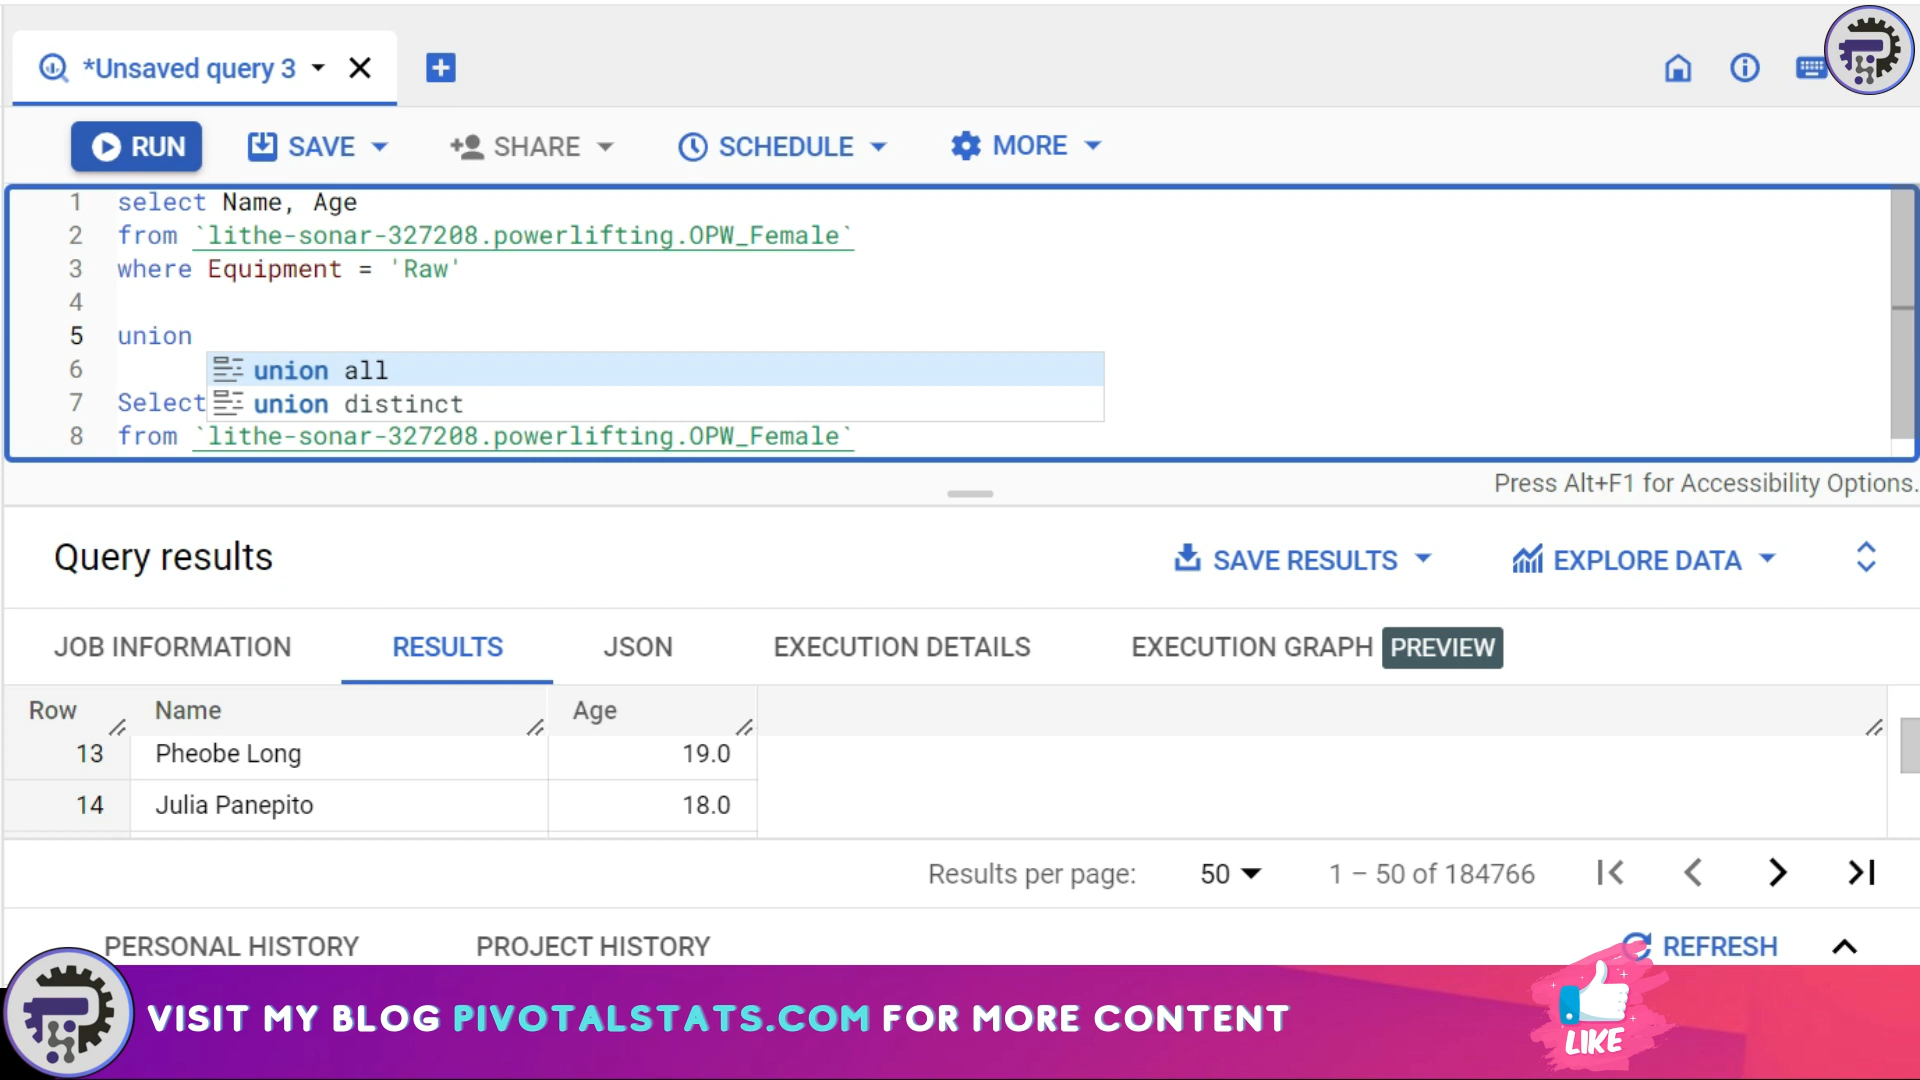 *Unsaved query 3
RUN SAVE SHARE SCHEDULE MORE
1 select Name, Age
2 from `lithe-sonar-327208.powerlifting.OPW_Female`
3 where Equipment = 'Raw'
4
5 union
6 union all
7 Select union distinct
8 from `lithe-sonar-327208.powerlifting.OPW_Female`
Press Alt+F1 for Accessibility Options.
Query results SAVE RESULTS EXPLORE DATA
JOB INFORMATION RESULTS JSON EXECUTION DETAILS EXECUTION GRAPH PREVIEW
Row Name Age
13 Pheobe Long 19.0
14 Julia Panepito 18.0
Results per page: 50 1 – 50 of 184766
PERSONAL HISTORY PROJECT HISTORY REFRESH
VISIT MY BLOG PIVOTALSTATS.COM FOR MORE CONTENT
LIKE